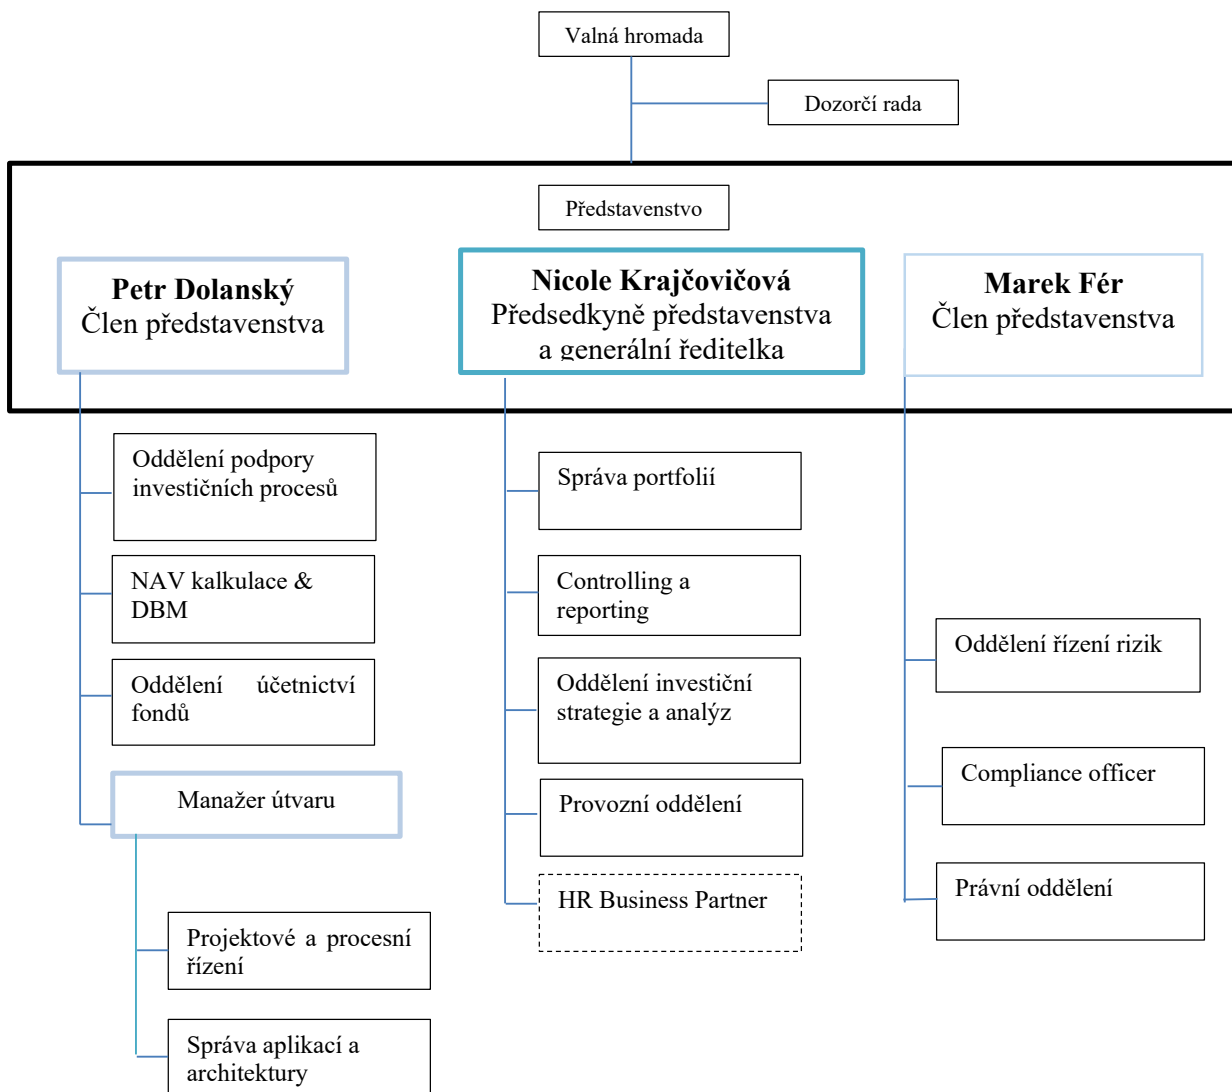 Valná hromada
Dozorčí rada
Představenstvo
Petr Dolanský
Člen představenstva
Nicole Krajčovičová
Předsedkyně představenstva
a generální ředitelka
Marek Fér
Člen představenstva
Oddělení podpory
investičních procesů
NAV kalkulace &
DBM
Oddělení účetnictví
fondů
Manažer útvaru
Projektové a procesní
řízení
Správa aplikací a
architektury
Správa portfolií
Controlling a
reporting
Oddělení investiční
strategie a analýz
Provozní oddělení
HR Business Partner
Oddělení řízení rizik
Compliance officer
Právní oddělení